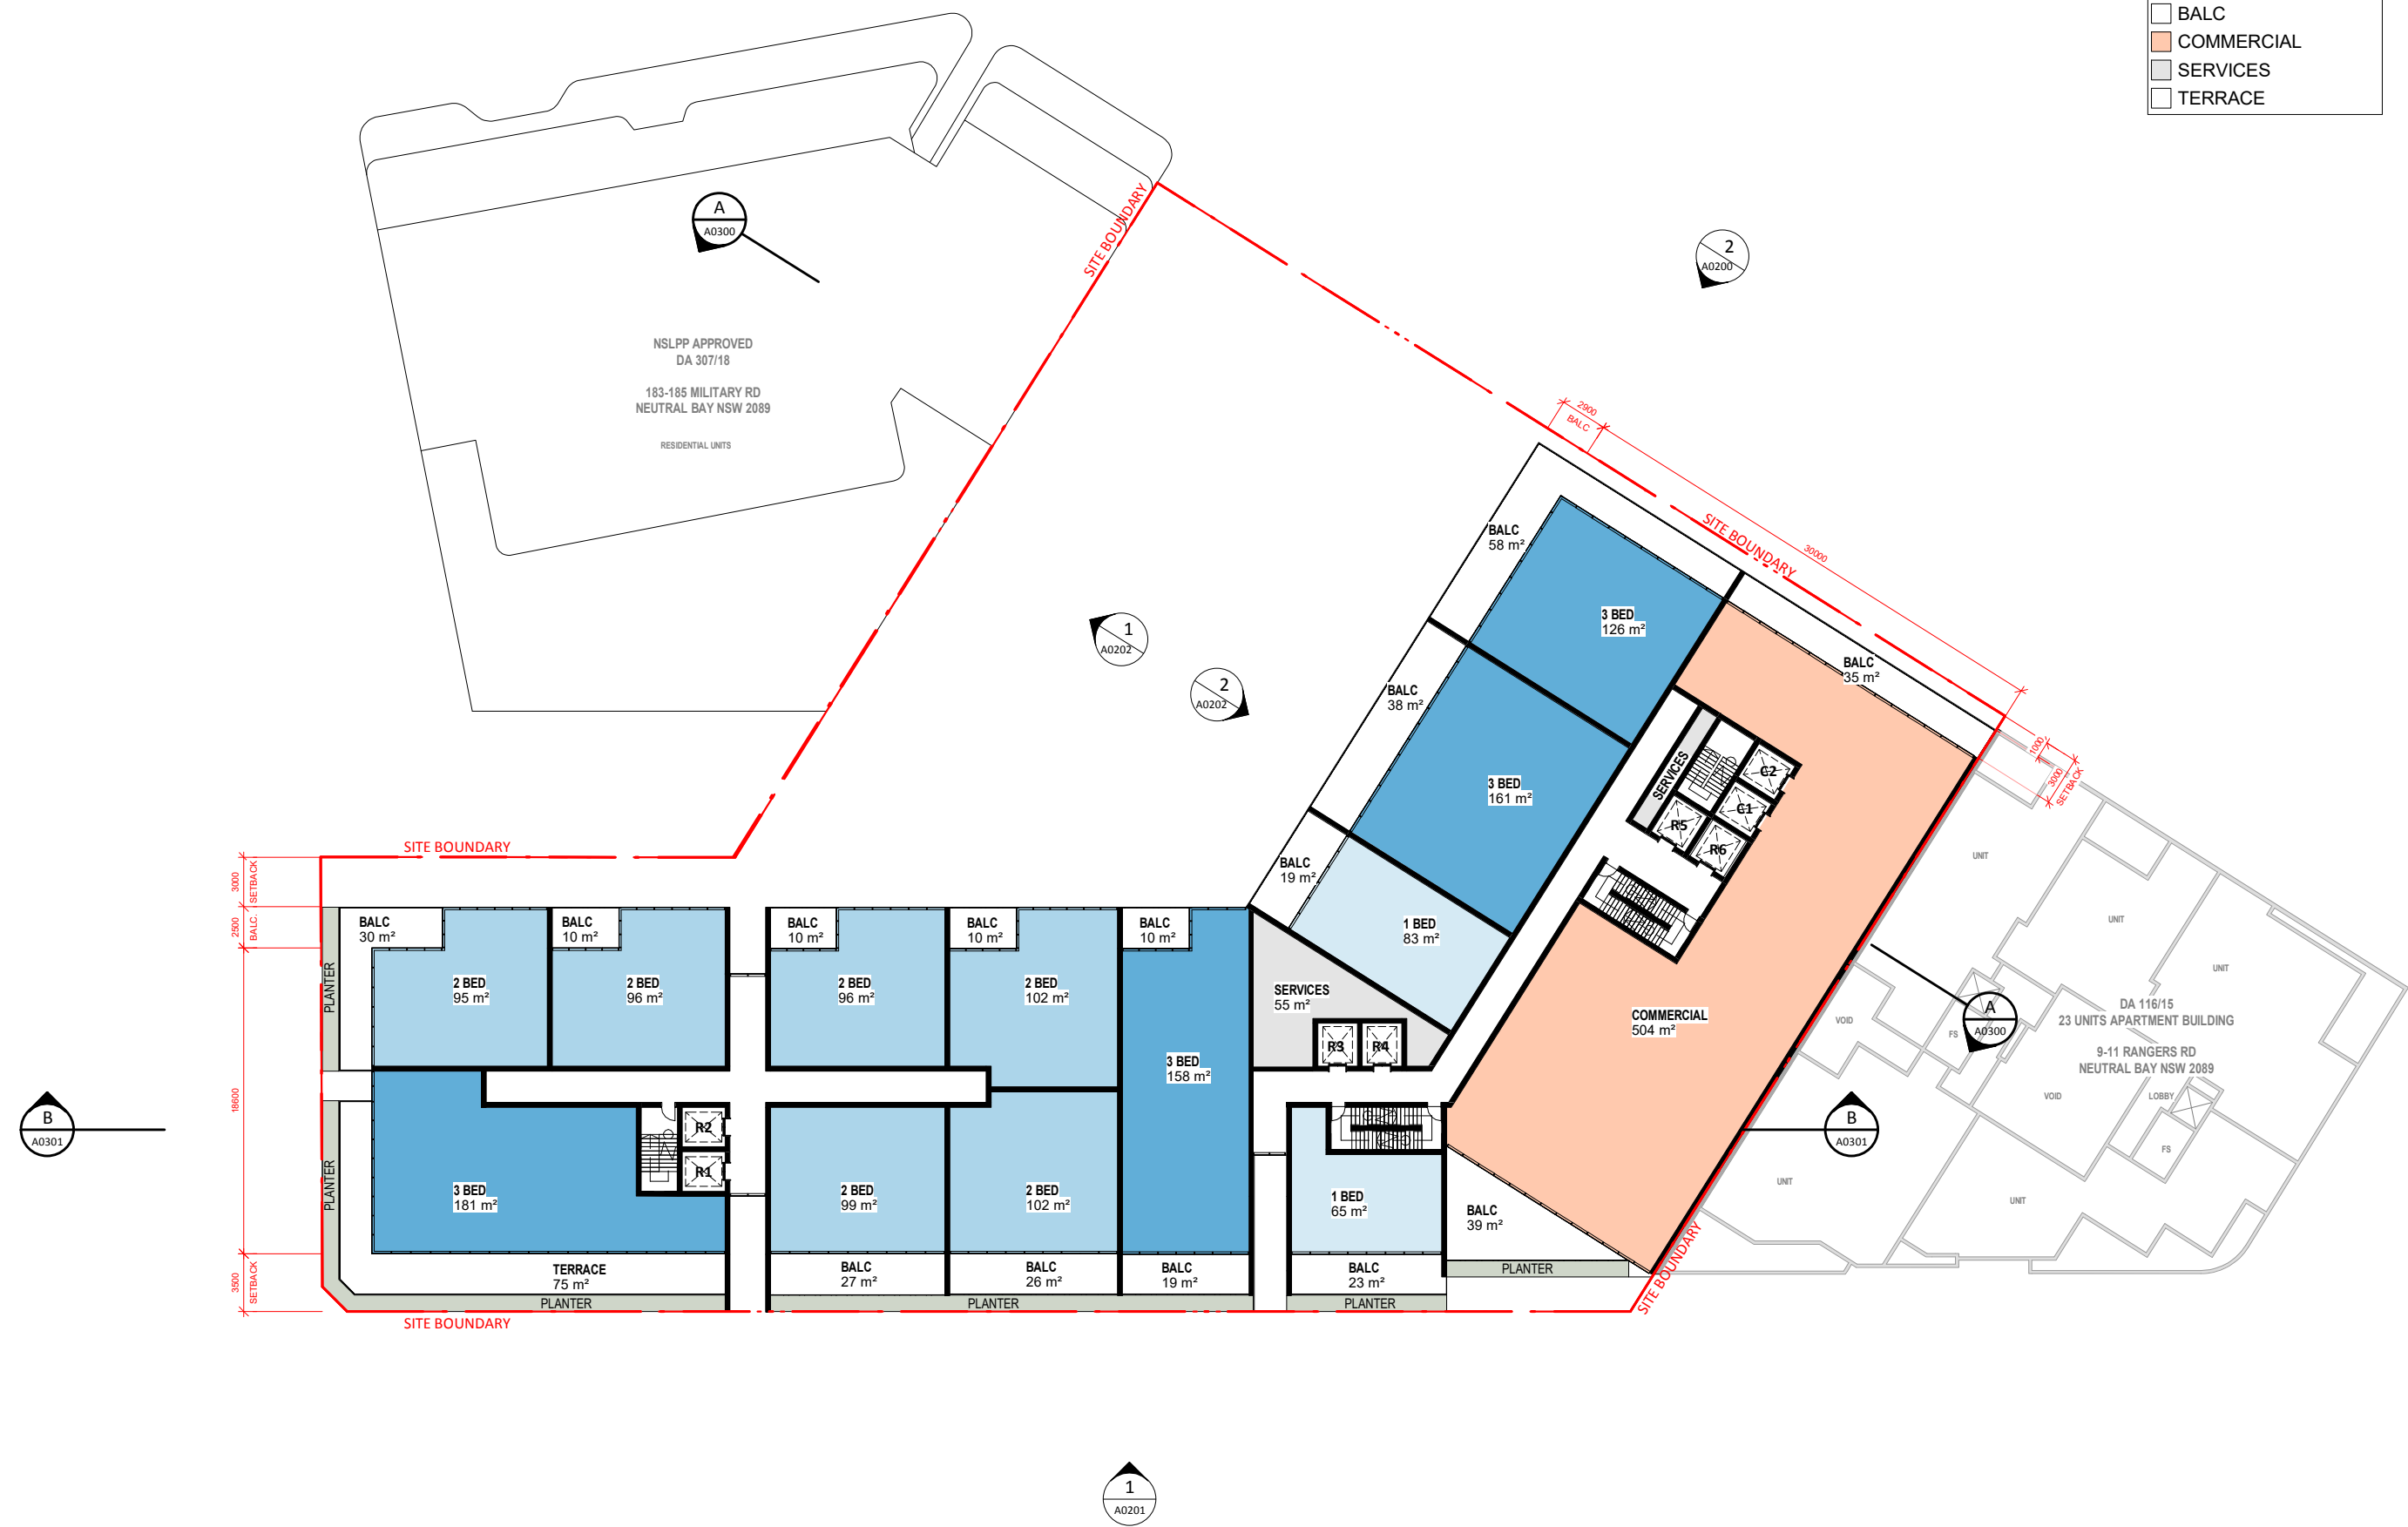 BALC
COMMERCIAL
SERVICES
TERRACE
A
A0300
SITE BOUNDARY
2
A0200
NSLPP APPROVED
DA 307/18
183-185 MILITARY RD
NEUTRAL BAY NSW 2089
RESIDENTIAL UNITS
2900
BALC
SITE BOUNDARY
30000
BALC
58 m²
1
A0202
3 BED
126 m²
2
A0202
BALC
38 m²
BALC
35 m²
1000
3000
SETBACK
3 BED
161 m²
SERVICES
C2
C1
R5
R6
SITE BOUNDARY
3000
SETBACK
BALC
19 m²
UNIT
2500
BALC.
BALC
30 m²
BALC
10 m²
BALC
10 m²
BALC
10 m²
BALC
10 m²
1 BED
83 m²
UNIT
UNIT
PLANTER
2 BED
95 m²
2 BED
96 m²
2 BED
96 m²
2 BED
102 m²
SERVICES
55 m²
COMMERCIAL
504 m²
VOID
FS
A
A0300
DA 116/15
23 UNITS APARTMENT BUILDING
9-11 RANGERS RD
NEUTRAL BAY NSW 2089
R3
R4
3 BED
158 m²
18600
B
A0301
R2
R1
B
A0301
VOID
LOBBY
FS
PLANTER
3 BED
181 m²
2 BED
99 m²
2 BED
102 m²
1 BED
65 m²
BALC
39 m²
UNIT
UNIT
3500
SETBACK
TERRACE
75 m²
BALC
27 m²
BALC
26 m²
BALC
19 m²
BALC
23 m²
PLANTER
SITE BOUNDARY
PLANTER
PLANTER
PLANTER
SITE BOUNDARY
1
A0201